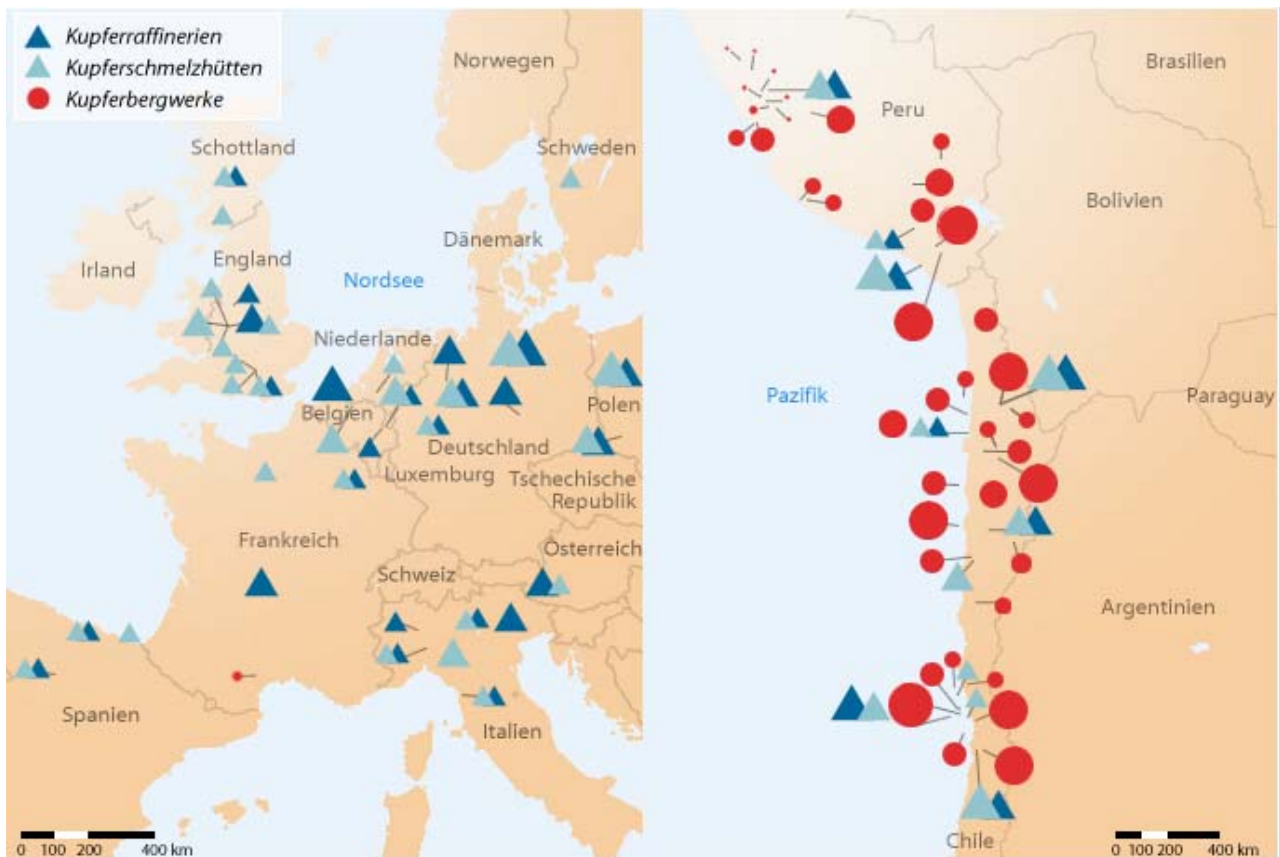 Kupferraffinerien
Kupferschmelzhütten
Kupferbergwerke
Norwegen
Schottland
Schweden
Dänemark
Irland
England
Nordsee
Niederlande
Belgien
Polen
Deutschland
Luxemburg
Tschechische
Republik
Frankreich
Österreich
Schweiz
Spanien
Italien
0 100 200 400 km
Brasilien
Peru
Bolivien
Pazifik
Paraguay
Argentinien
Chile
0 100 200 400 km